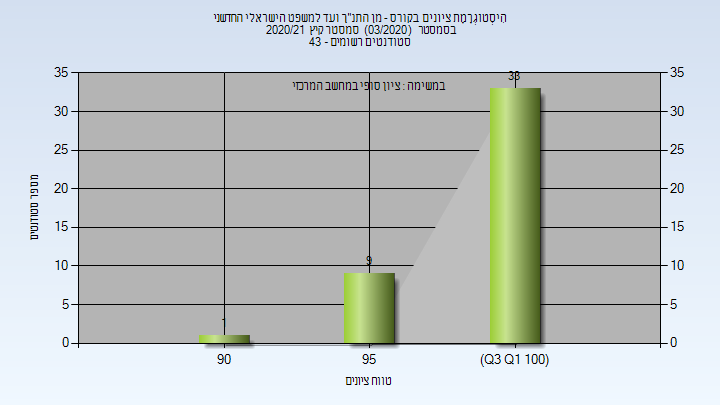 הִיסְטוֹגְרָמַת ציונים בקורס - מן התנ"ך ועד למשפט הישראלי החדשני
בסמסטר (03/2020) סמסטר קיץ 2020/21
סטודנטים רשומים - 43
במשימה : ציון סופי במחשב המרכזי
מספר סטודנטים
35 35
30 30
25 25
20 20
15 15
10 10
5 5
0 0
1
9
33
90 95 (Q3 Q1 100)
טווח ציונים